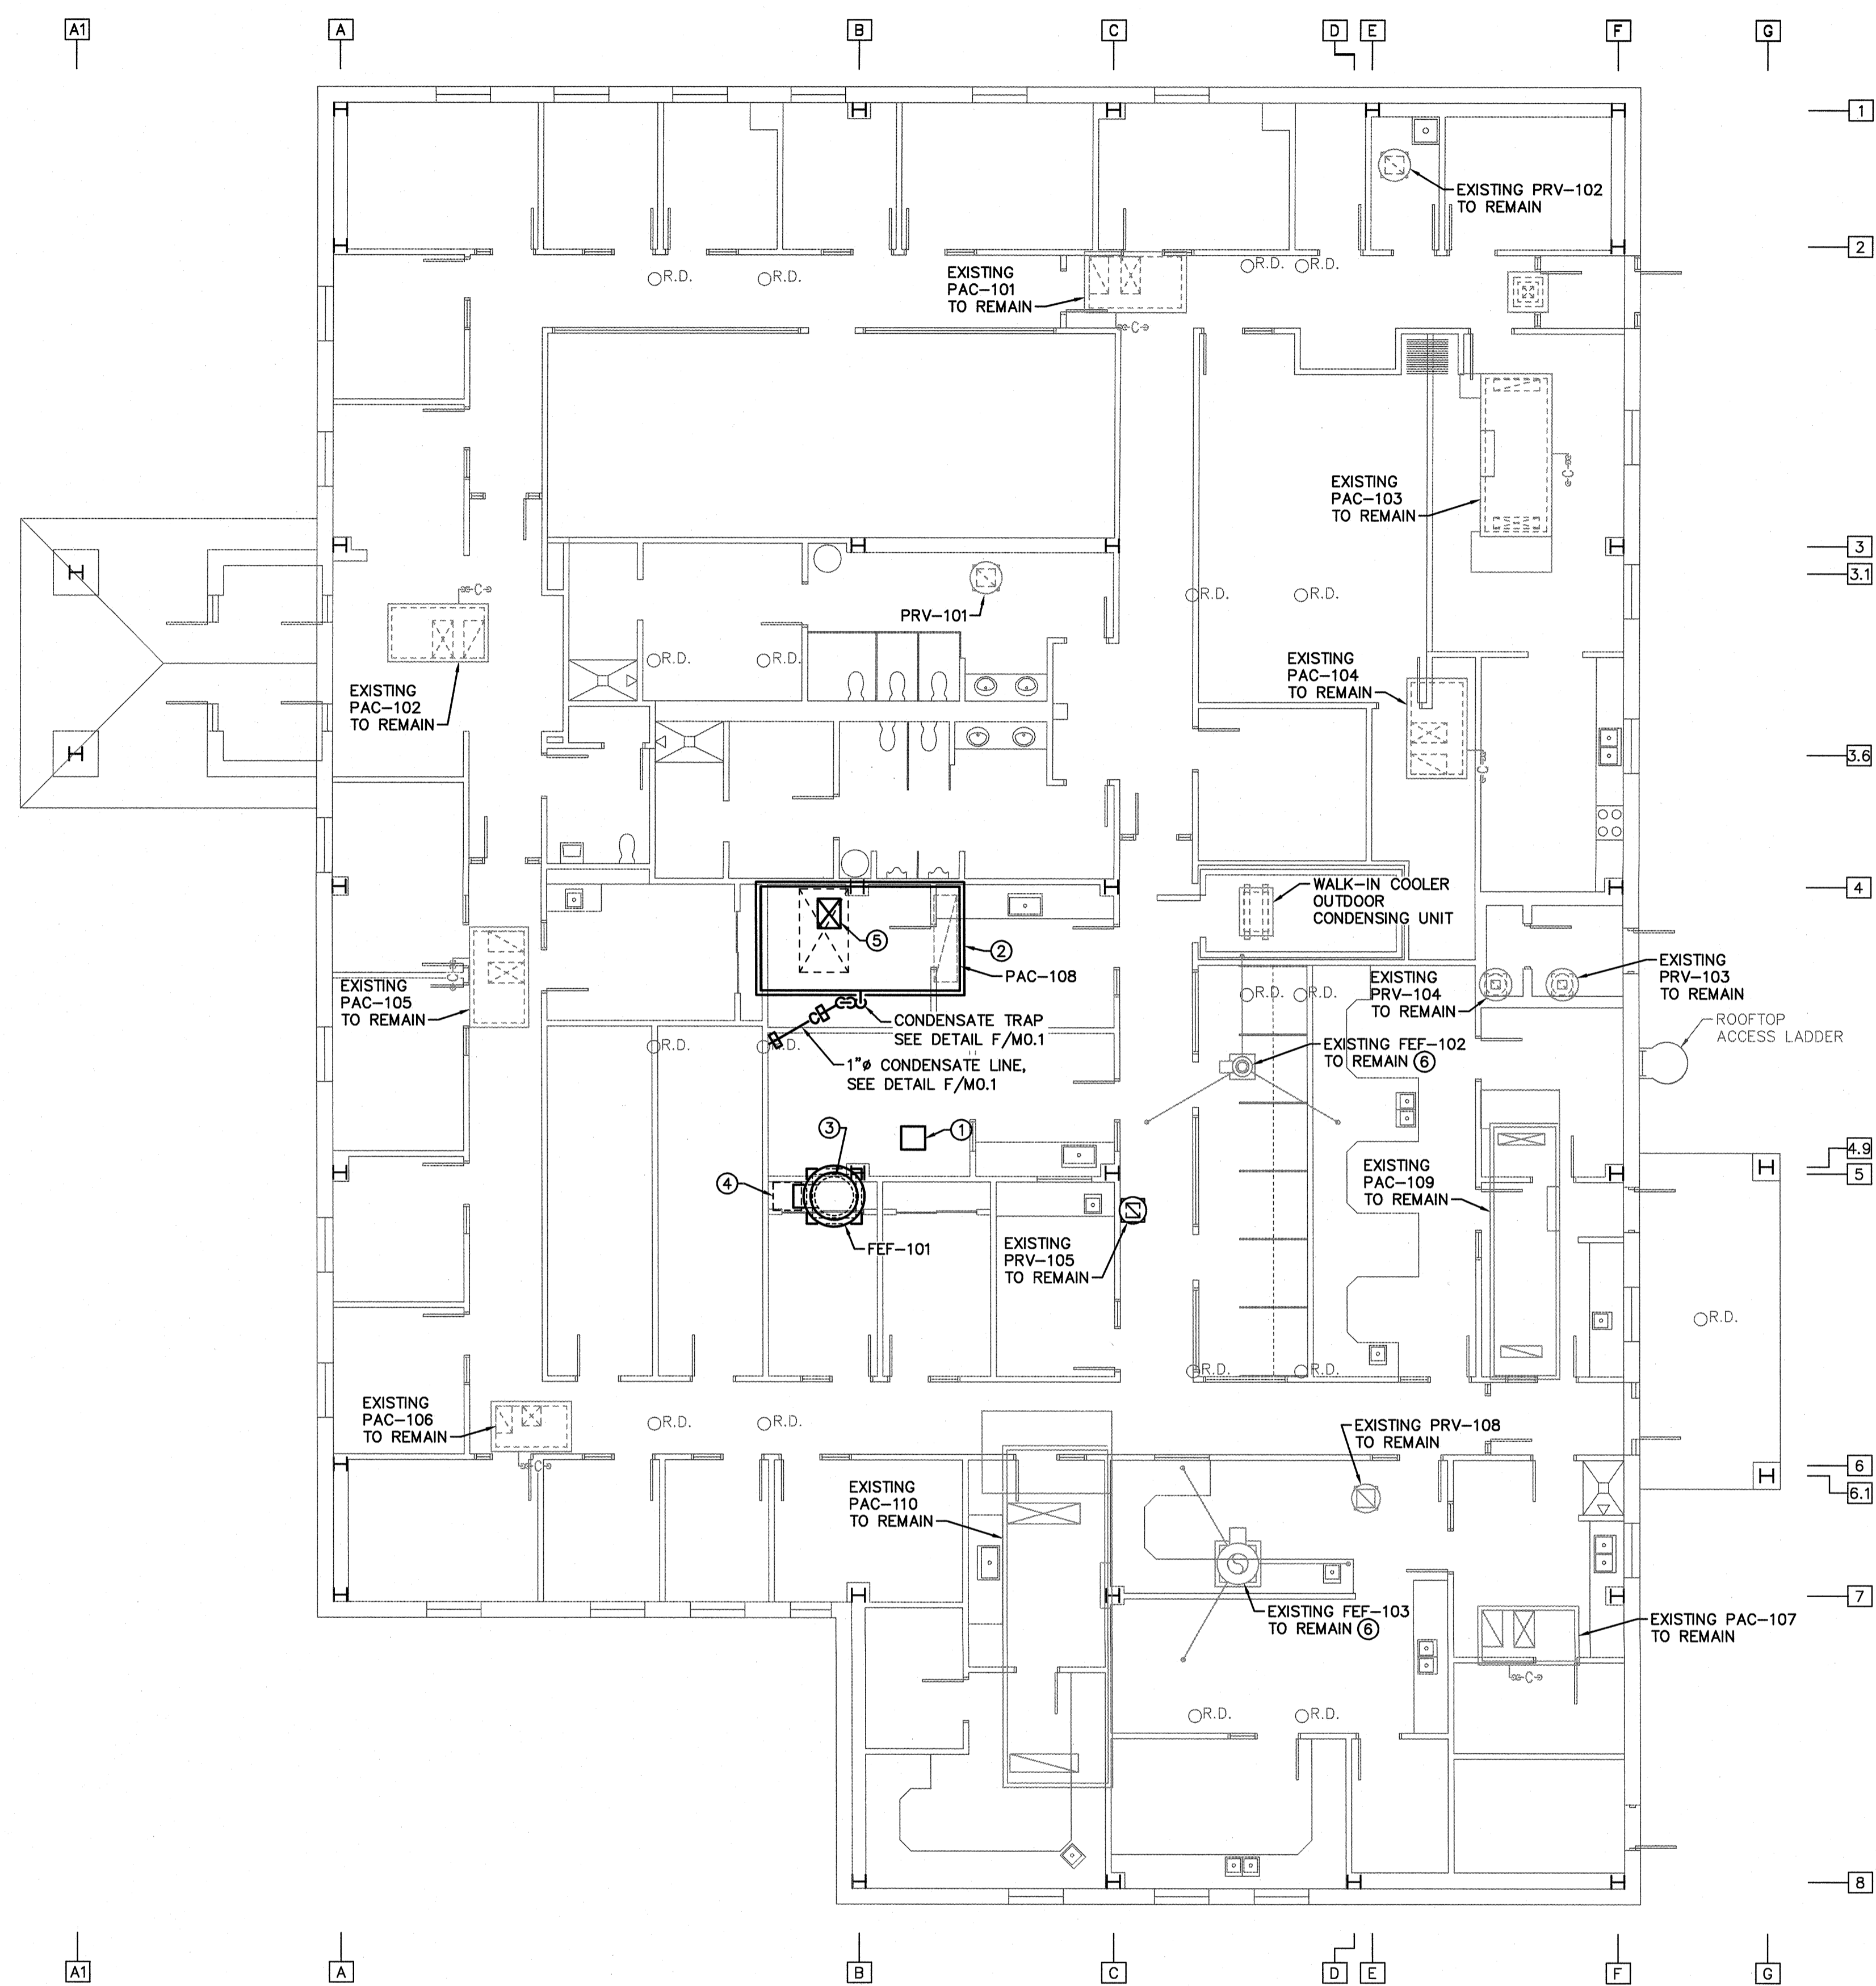 A1 A B C D E F G
1
EXISTING PRV-102
TO REMAIN
2
R.D. R.D. R.D. R.D.
EXISTING
PAC-101
TO REMAIN
-C-
EXISTING
PAC-103
TO REMAIN
-C-
3
3.1
-C-
R.D. R.D.
PRV-101
R.D. R.D.
EXISTING
PAC-102
TO REMAIN
EXISTING
PAC-104
TO REMAIN
-C-
3.6
WALK-IN COOLER
OUTDOOR
CONDENSING UNIT
4
5
2
PAC-108
EXISTING
PAC-105
TO REMAIN
-C-
EXISTING
PRV-104
TO REMAIN
EXISTING
PRV-103
TO REMAIN
R.D. R.D.
C
CONDENSATE TRAP
SEE DETAIL F/M0.1
R.D. R.D.
1"ø CONDENSATE LINE,
SEE DETAIL F/M0.1
EXISTING FEF-102
TO REMAIN 6
ROOFTOP
ACCESS LADDER
3
1
4.9
5
4
EXISTING
PAC-109
TO REMAIN
FEF-101
EXISTING
PRV-105
TO REMAIN
R.D.
R.D. R.D.
EXISTING
PAC-106
TO REMAIN
R.D. R.D.
-C-
EXISTING PRV-108
TO REMAIN
6
6.1
EXISTING
PAC-110
TO REMAIN
7
EXISTING FEF-103
TO REMAIN 6
EXISTING PAC-107
TO REMAIN
-C-
R.D. R.D.
8
A1 A B C D E F G